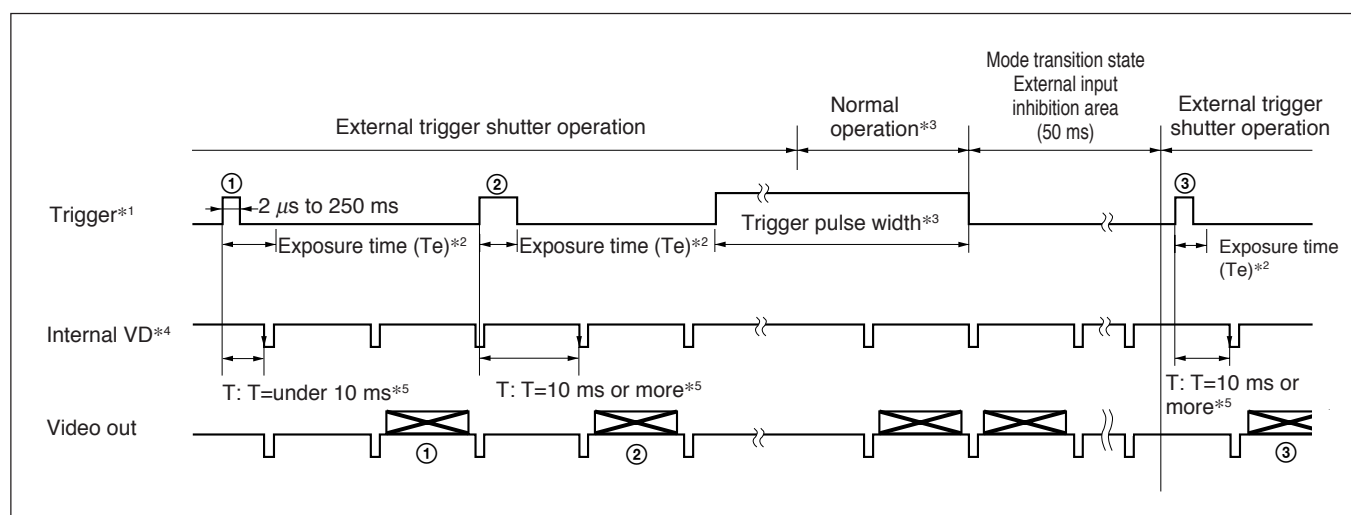 Mode transition state
External input
inhibition area
(50 ms)
Normal
operation*3
External trigger shutter operation
External trigger
shutter operation
① ② ③
Trigger*1
2 μs to 250 ms
Trigger pulse width*3
Exposure time (Te)*2
Exposure time (Te)*2
Exposure time
(Te)*2
Internal VD*4
T: T=under 10 ms*5
T: T=10 ms or more*5
T: T=10 ms or
more*5
Video out
① ② ③